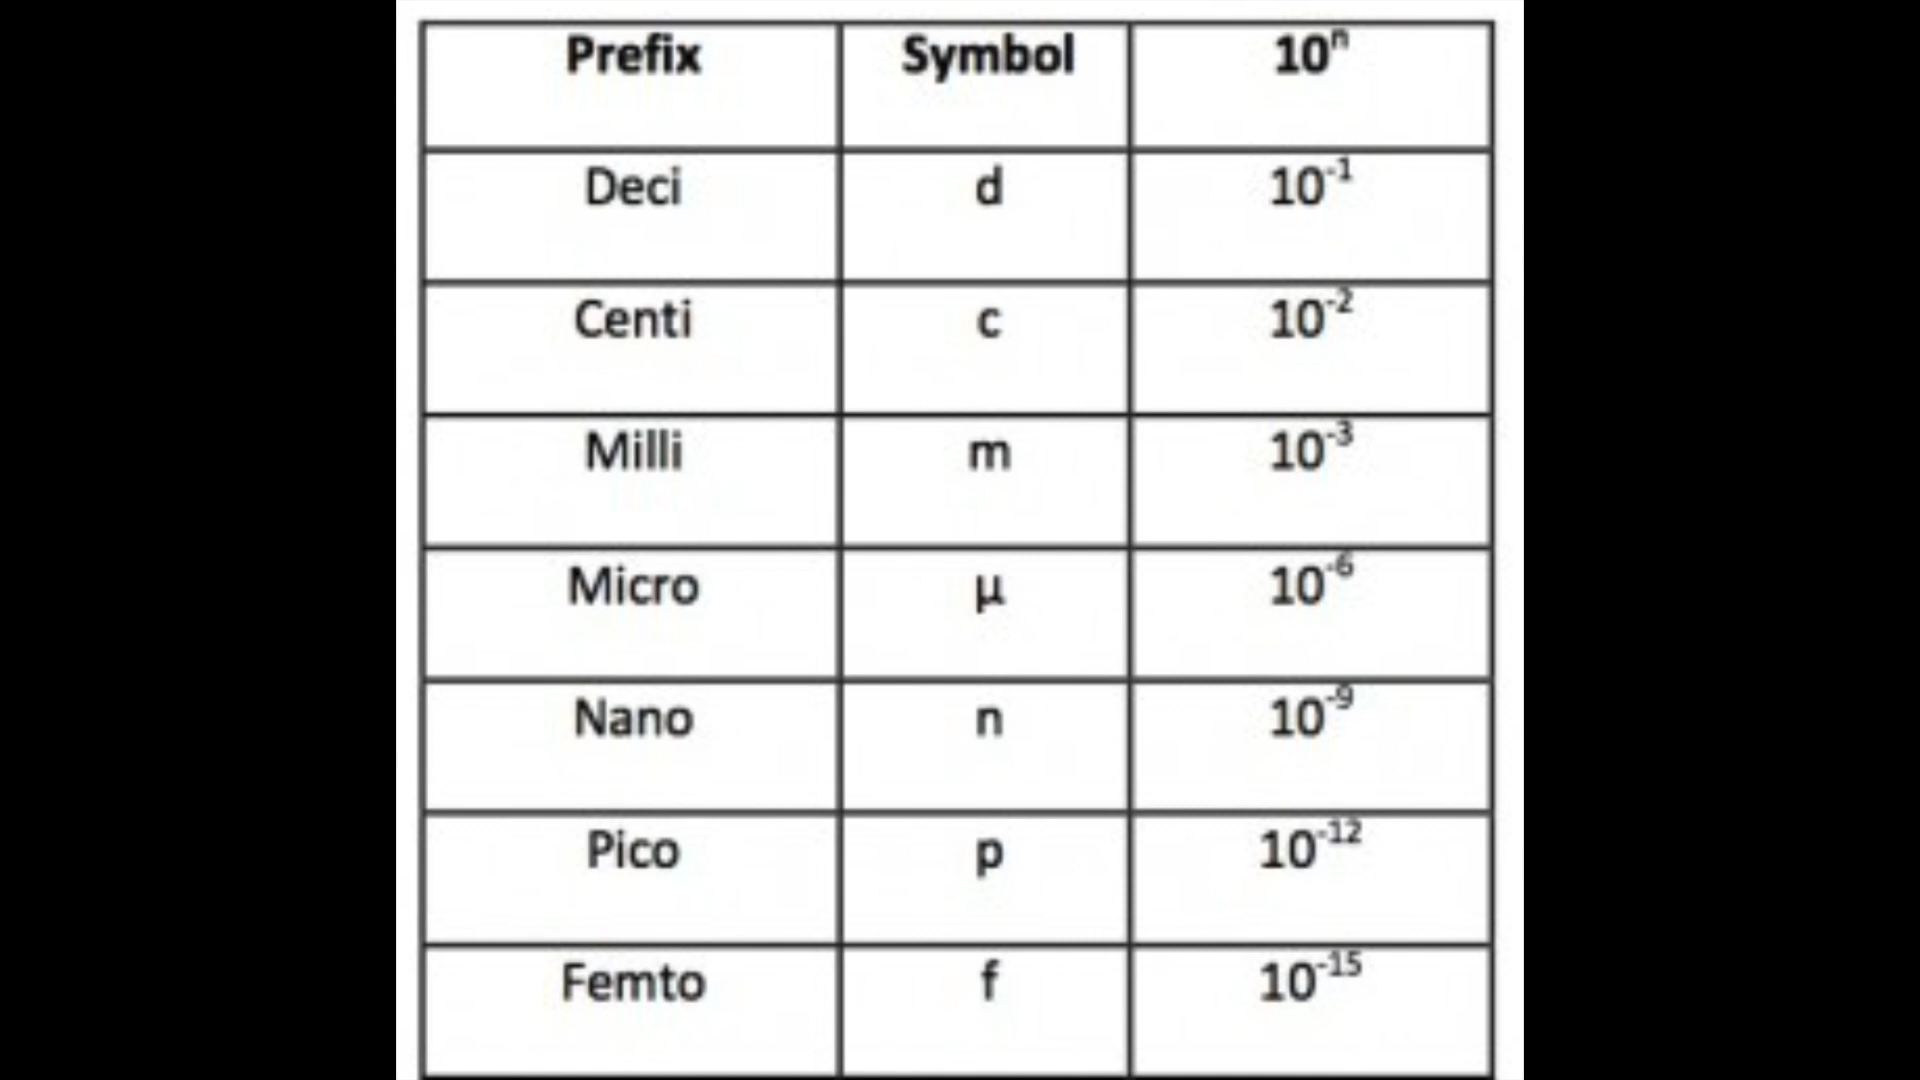 Prefix Symbol 10ⁿ
Deci d 10⁻¹
Centi c 10⁻²
Milli m 10⁻³
Micro µ 10⁻⁶
Nano n 10⁻⁹
Pico p 10⁻¹²
Femto f 10⁻¹⁵